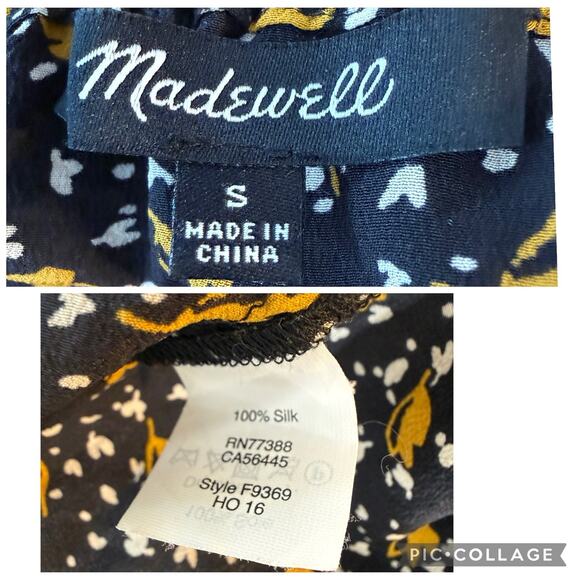 Madewell
S
MADE IN
CHINA
100% Silk
RN77388
CA56445
Style F9369
HO 16
PIC•COLLAGE